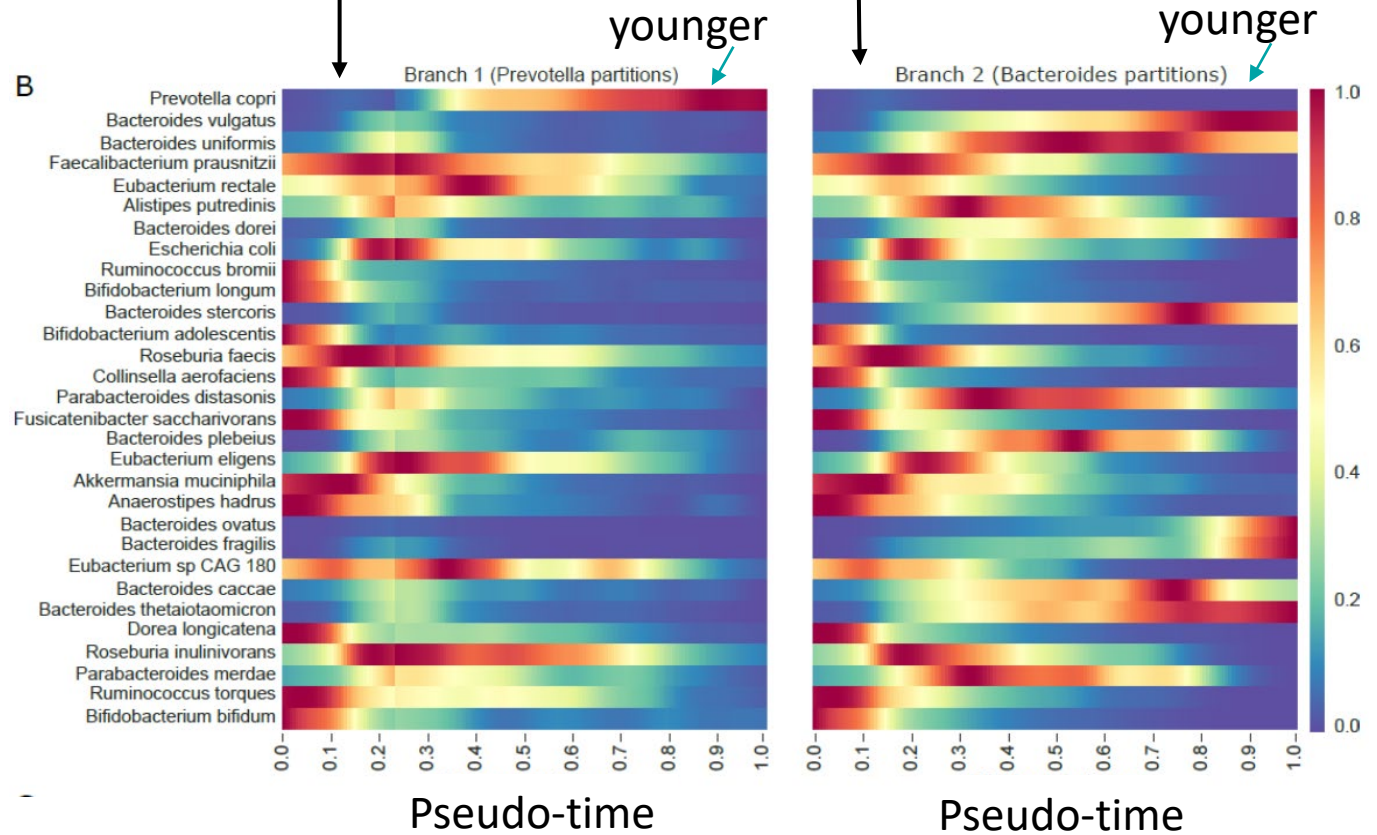 younger
younger
B
Branch 1 (Prevotella partitions)
Branch 2 (Bacteroides partitions)
Prevotella copri
Bacteroides vulgatus
Bacteroides uniformis
Faecalibacterium prausnitzii
Eubacterium rectale
Alistipes putredinis
Bacteroides dorei
Escherichia coli
Ruminococcus bromii
Bifidobacterium longum
Bacteroides stercoris
Bifidobacterium adolescentis
Roseburia faecis
Collinsella aerofaciens
Parabacteroides distasonis
Fusicatenibacter saccharivorans
Bacteroides plebeius
Eubacterium eligens
Akkermansia muciniphila
Anaerostipes hadrus
Bacteroides ovatus
Bacteroides fragilis
Eubacterium sp CAG 180
Bacteroides caccae
Bacteroides thetaiotaomicron
Dorea longicatena
Roseburia inulinivorans
Parabacteroides merdae
Ruminococcus torques
Bifidobacterium bifidum
1.0
0.8
0.6
0.4
0.2
0.0
0.0 0.1 0.2 0.3 0.4 0.5 0.6 0.7 0.8 0.9 1.0
0.0 0.1 0.2 0.3 0.4 0.5 0.6 0.7 0.8 0.9 1.0
Pseudo-time
Pseudo-time